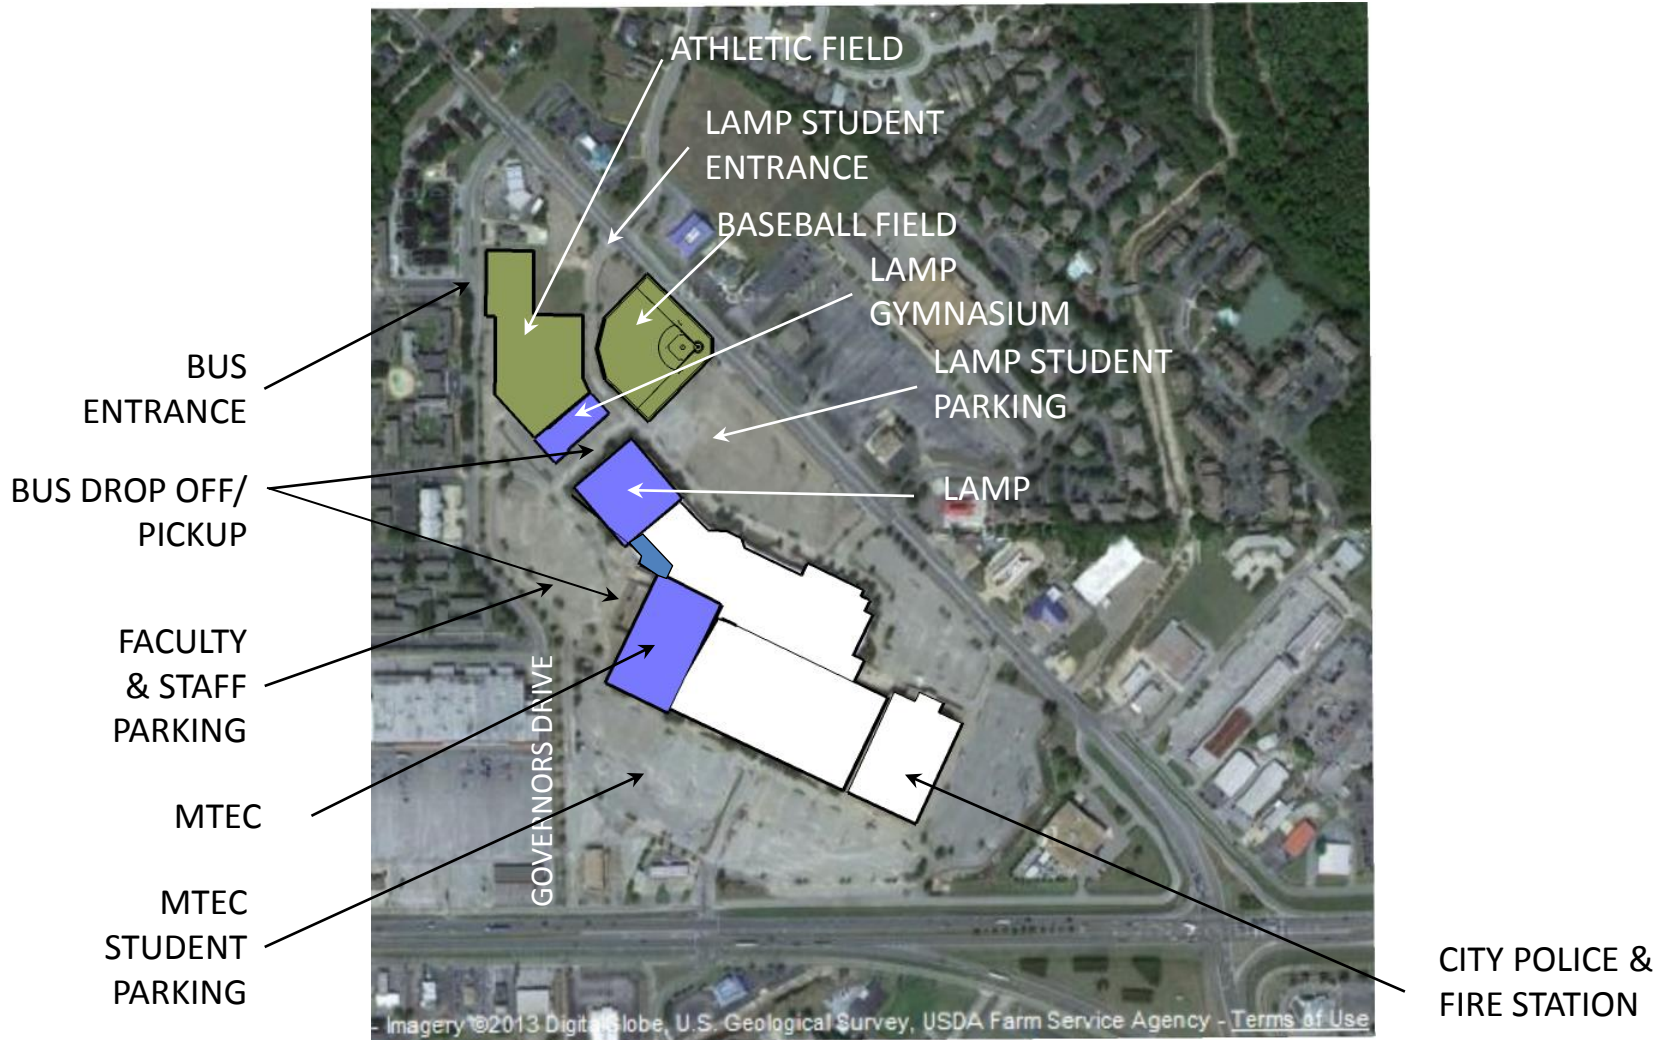 ATHLETIC FIELD
LAMP STUDENT
ENTRANCE
BASEBALL FIELD
LAMP
GYMNASIUM
LAMP STUDENT
PARKING
LAMP
BUS
ENTRANCE
BUS DROP OFF/
PICKUP
FACULTY
& STAFF
PARKING
MTEC
MTEC
STUDENT
PARKING
GOVERNORS DRIVE
CITY POLICE &
FIRE STATION
- Imagery ©2013 DigitalGlobe, U.S. Geological Survey, USDA Farm Service Agency - Terms of Use